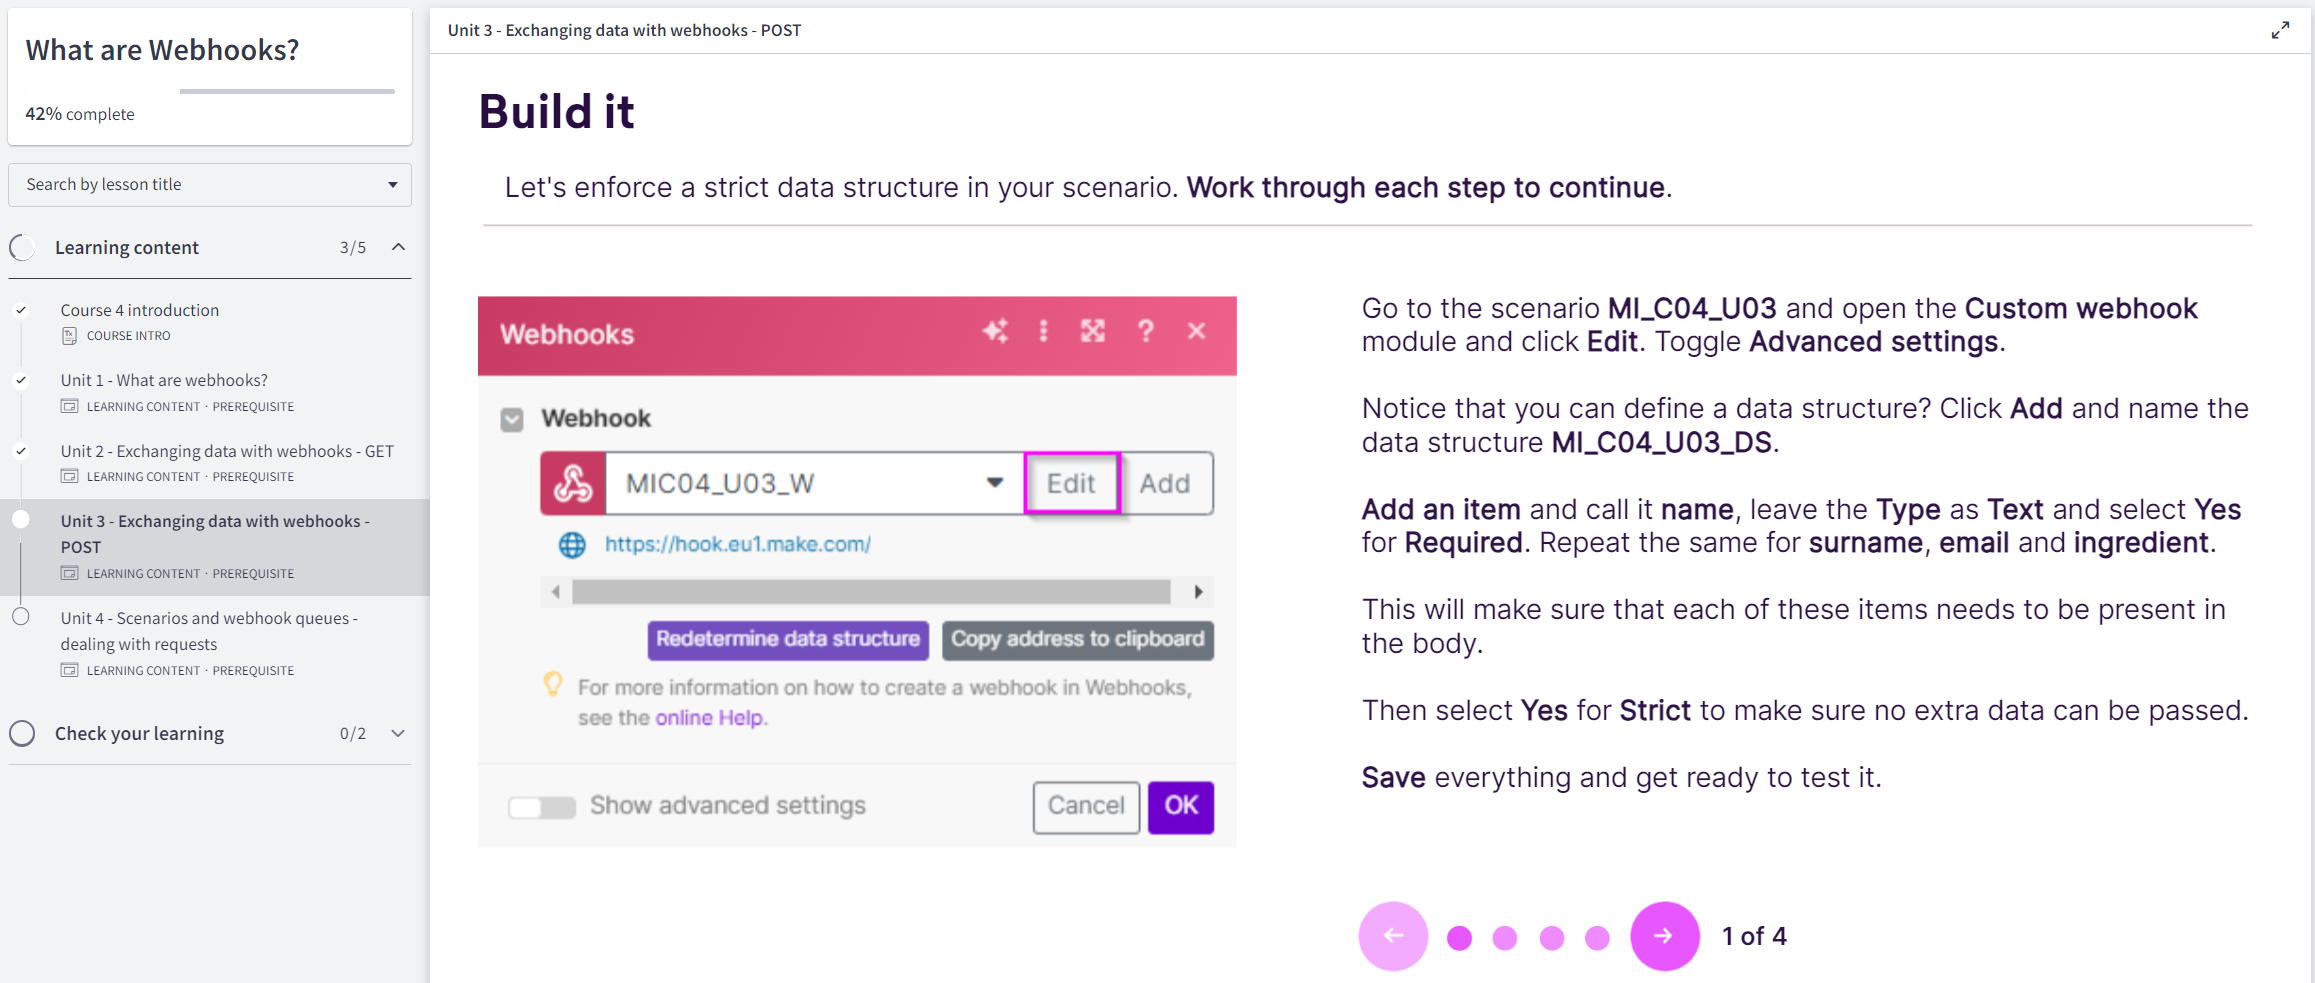 What are Webhooks?
42% complete
Search by lesson title
Learning content 3/5
Course 4 introduction
COURSE INTRO
Unit 1 - What are webhooks?
LEARNING CONTENT · PREREQUISITE
Unit 2 - Exchanging data with webhooks - GET
LEARNING CONTENT · PREREQUISITE
Unit 3 - Exchanging data with webhooks -
POST
LEARNING CONTENT · PREREQUISITE
Unit 4 - Scenarios and webhook queues -
dealing with requests
LEARNING CONTENT · PREREQUISITE
Check your learning 0/2
Unit 3 - Exchanging data with webhooks - POST
Build it
Let's enforce a strict data structure in your scenario. Work through each step to continue.
Webhooks
?
Webhook
MIC04_U03_W
Edit
Add
https://hook.eu1.make.com/
Redetermine data structure
Copy address to clipboard
For more information on how to create a webhook in Webhooks,
see the online Help.
Show advanced settings
Cancel
OK
Go to the scenario MI_C04_U03 and open the Custom webhook
module and click Edit. Toggle Advanced settings.
Notice that you can define a data structure? Click Add and name the
data structure MI_C04_U03_DS.
Add an item and call it name, leave the Type as Text and select Yes
for Required. Repeat the same for surname, email and ingredient.
This will make sure that each of these items needs to be present in
the body.
Then select Yes for Strict to make sure no extra data can be passed.
Save everything and get ready to test it.
1 of 4